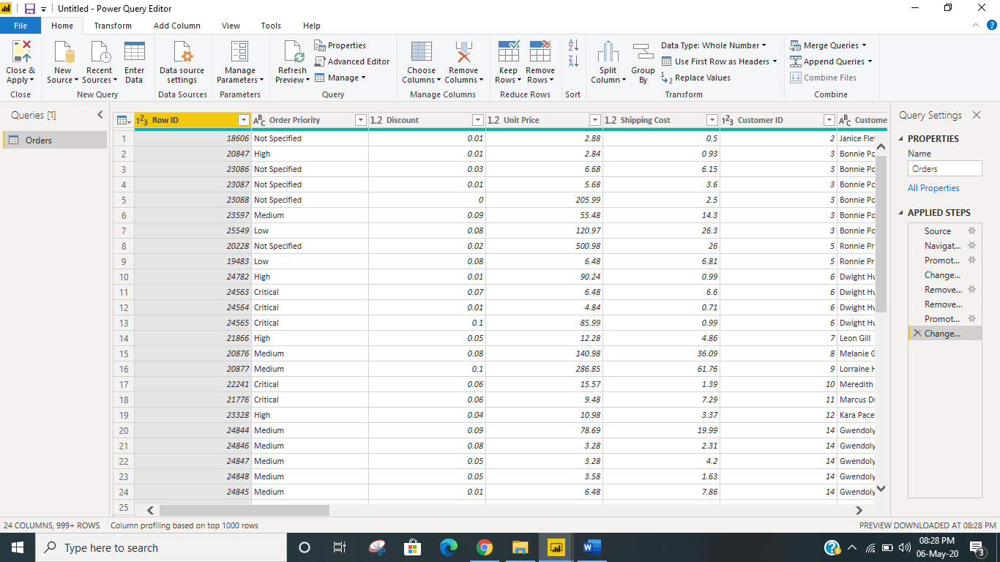 Untitled - Power Query Editor
File Home Transform Add Column View Tools Help
Close & Apply
New Source
Recent Sources
Enter Data
Data source settings
Manage Parameters
Refresh Preview
Properties
Advanced Editor
Manage
Choose Columns
Remove Columns
Keep Rows
Remove Rows
Split Column
Group By
Data Type: Whole Number
Use First Row as Headers
Replace Values
Merge Queries
Append Queries
Combine Files
Close New Query Data Sources Parameters Query Manage Columns Reduce Rows Sort Transform Combine
Queries [1]
Orders
Row ID Order Priority Discount Unit Price Shipping Cost Customer ID Custome
1 18606 Not Specified 0.01 2.88 0.5 2 Janice Fle
2 20847 High 0.01 2.84 0.93 3 Bonnie Po
3 23086 Not Specified 0.03 6.68 6.15 3 Bonnie Po
4 23087 Not Specified 0.01 5.68 3.6 3 Bonnie Po
5 23088 Not Specified 0 205.99 2.5 3 Bonnie Po
6 23597 Medium 0.09 55.48 14.3 3 Bonnie Po
7 25549 Low 0.08 120.97 26.3 3 Bonnie Po
8 20228 Not Specified 0.02 500.98 26 5 Ronnie Pr
9 19483 Low 0.08 6.48 6.81 5 Ronnie Pr
10 24782 High 0.01 90.24 0.99 6 Dwight Hw
11 24563 Critical 0.07 6.48 6.6 6 Dwight Hw
12 24564 Critical 0.01 4.84 0.71 6 Dwight Hw
13 24565 Critical 0.1 85.99 0.99 6 Dwight Hw
14 21866 High 0.05 12.28 4.86 7 Leon Gill
15 20876 Medium 0.08 140.98 36.09 8 Melanie G
16 20877 Medium 0.1 286.85 61.76 9 Lorraine H
17 22241 Critical 0.06 15.57 1.39 10 Meredith
18 21776 Critical 0.06 9.48 7.29 11 Marcus Du
19 23328 High 0.04 10.98 3.37 12 Kara Pace
20 24844 Medium 0.09 78.69 19.99 14 Gwendoly
21 24846 Medium 0.08 3.28 2.31 14 Gwendoly
22 24847 Medium 0.05 3.28 4.2 14 Gwendoly
23 24848 Medium 0.05 3.58 1.63 14 Gwendoly
24 24845 Medium 0.01 6.48 7.86 14 Gwendoly
25
Query Settings
PROPERTIES
Name
Orders
All Properties
APPLIED STEPS
Source
Navigat...
Promot...
Change...
Remove...
Remove...
Promot...
Change...
24 COLUMNS, 999+ ROWS Column profiling based on top 1000 rows PREVIEW DOWNLOADED AT 08:28 PM
Type here to search
08:28 PM
06-May-20
3